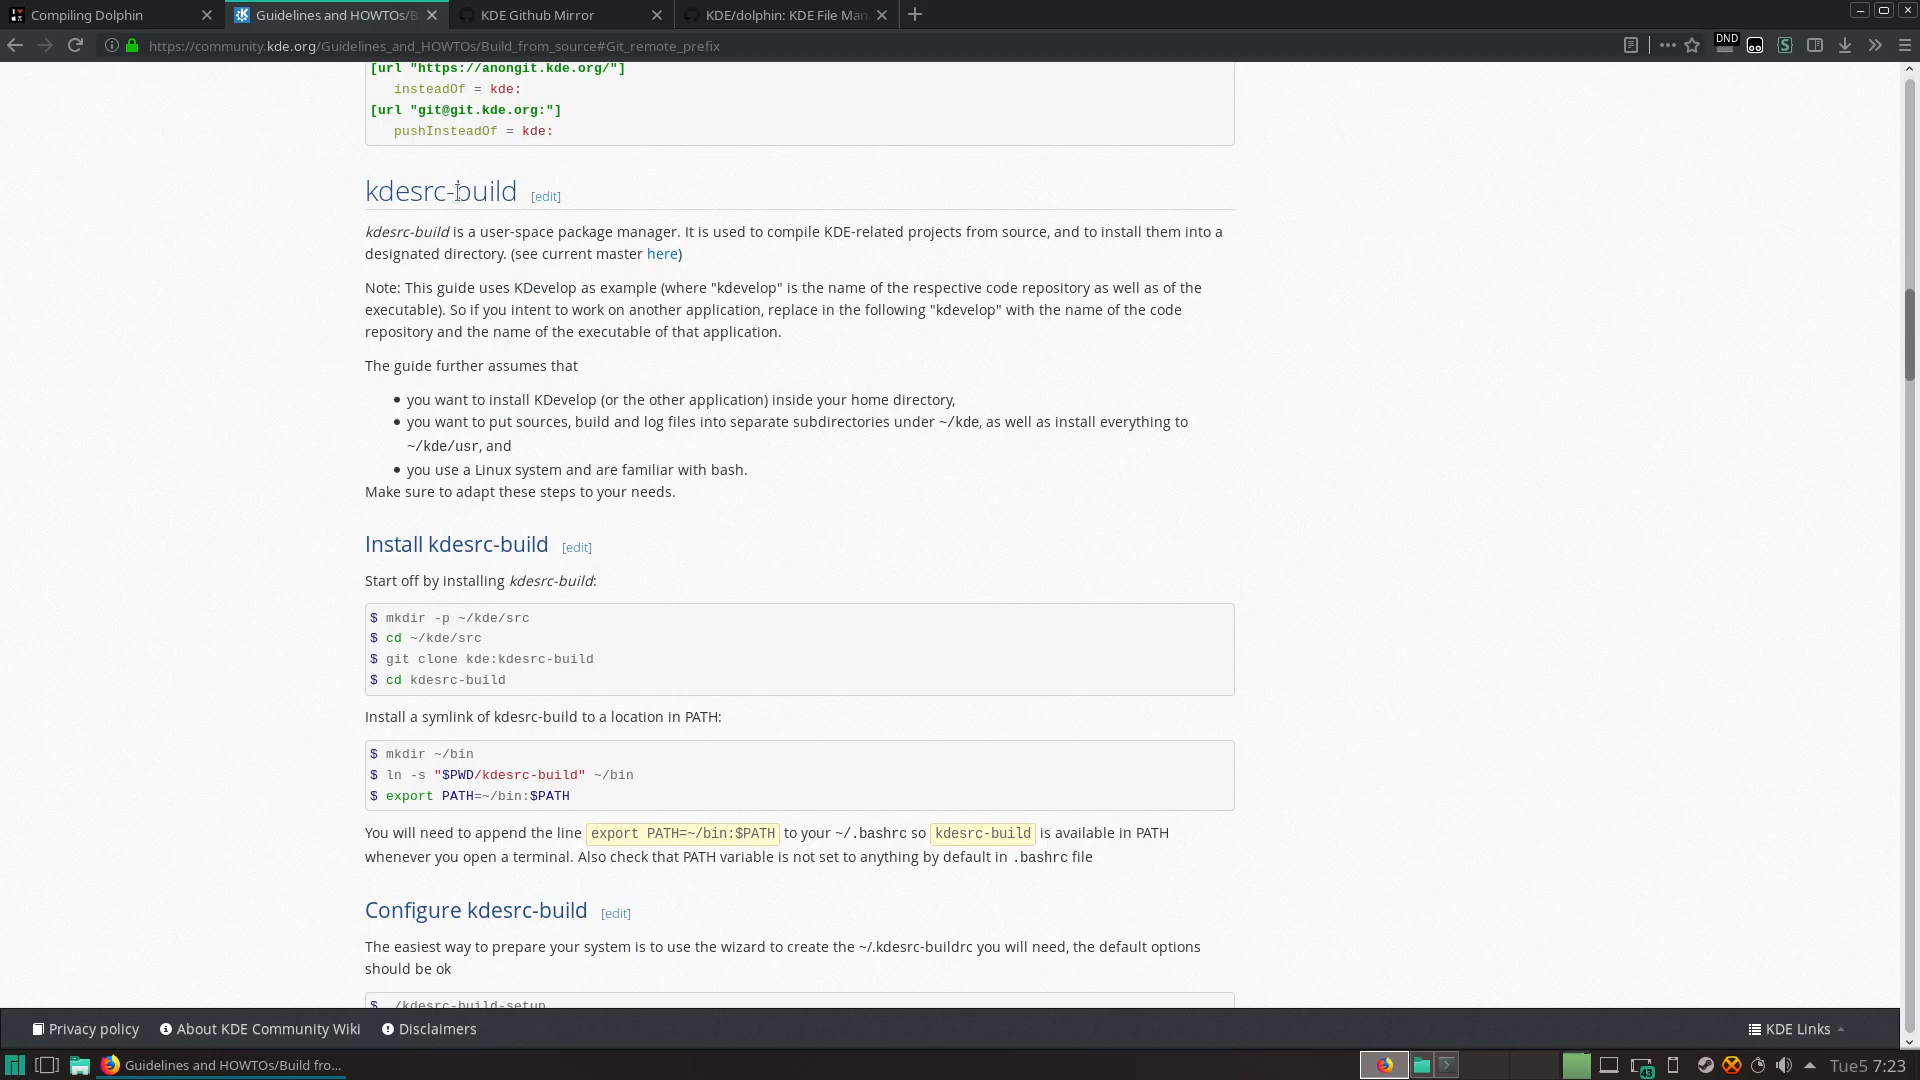 Compiling Dolphin
Guidelines and HOWTOs/B
KDE Github Mirror
KDE/dolphin: KDE File Man
https://community.kde.org/Guidelines_and_HOWTOs/Build_from_source#Git_remote_prefix
DND
[url "https://anongit.kde.org/"]
insteadOf = kde:
[url "git@git.kde.org:"]
pushInsteadOf = kde:
kdesrc-build [edit]
kdesrc-build is a user-space package manager. It is used to compile KDE-related projects from source, and to install them into a
designated directory. (see current master here)
Note: This guide uses KDevelop as example (where "kdevelop" is the name of the respective code repository as well as of the
executable). So if you intent to work on another application, replace in the following "kdevelop" with the name of the code
repository and the name of the executable of that application.
The guide further assumes that
• you want to install KDevelop (or the other application) inside your home directory,
• you want to put sources, build and log files into separate subdirectories under ~/kde, as well as install everything to
~/kde/usr, and
• you use a Linux system and are familiar with bash.
Make sure to adapt these steps to your needs.
Install kdesrc-build [edit]
Start off by installing kdesrc-build:
$ mkdir -p ~/kde/src
$ cd ~/kde/src
$ git clone kde:kdesrc-build
$ cd kdesrc-build
Install a symlink of kdesrc-build to a location in PATH:
$ mkdir ~/bin
$ ln -s "$PWD/kdesrc-build" ~/bin
$ export PATH=~/bin:$PATH
You will need to append the line export PATH=~/bin:$PATH to your ~/.bashrc so kdesrc-build is available in PATH
whenever you open a terminal. Also check that PATH variable is not set to anything by default in .bashrc file
Configure kdesrc-build [edit]
The easiest way to prepare your system is to use the wizard to create the ~/.kdesrc-buildrc you will need, the default options
should be ok
$ ./kdesrc-build-setup
Privacy policy
About KDE Community Wiki
Disclaimers
KDE Links
Guidelines and HOWTOs/Build fro...
43
Tue5 7:23